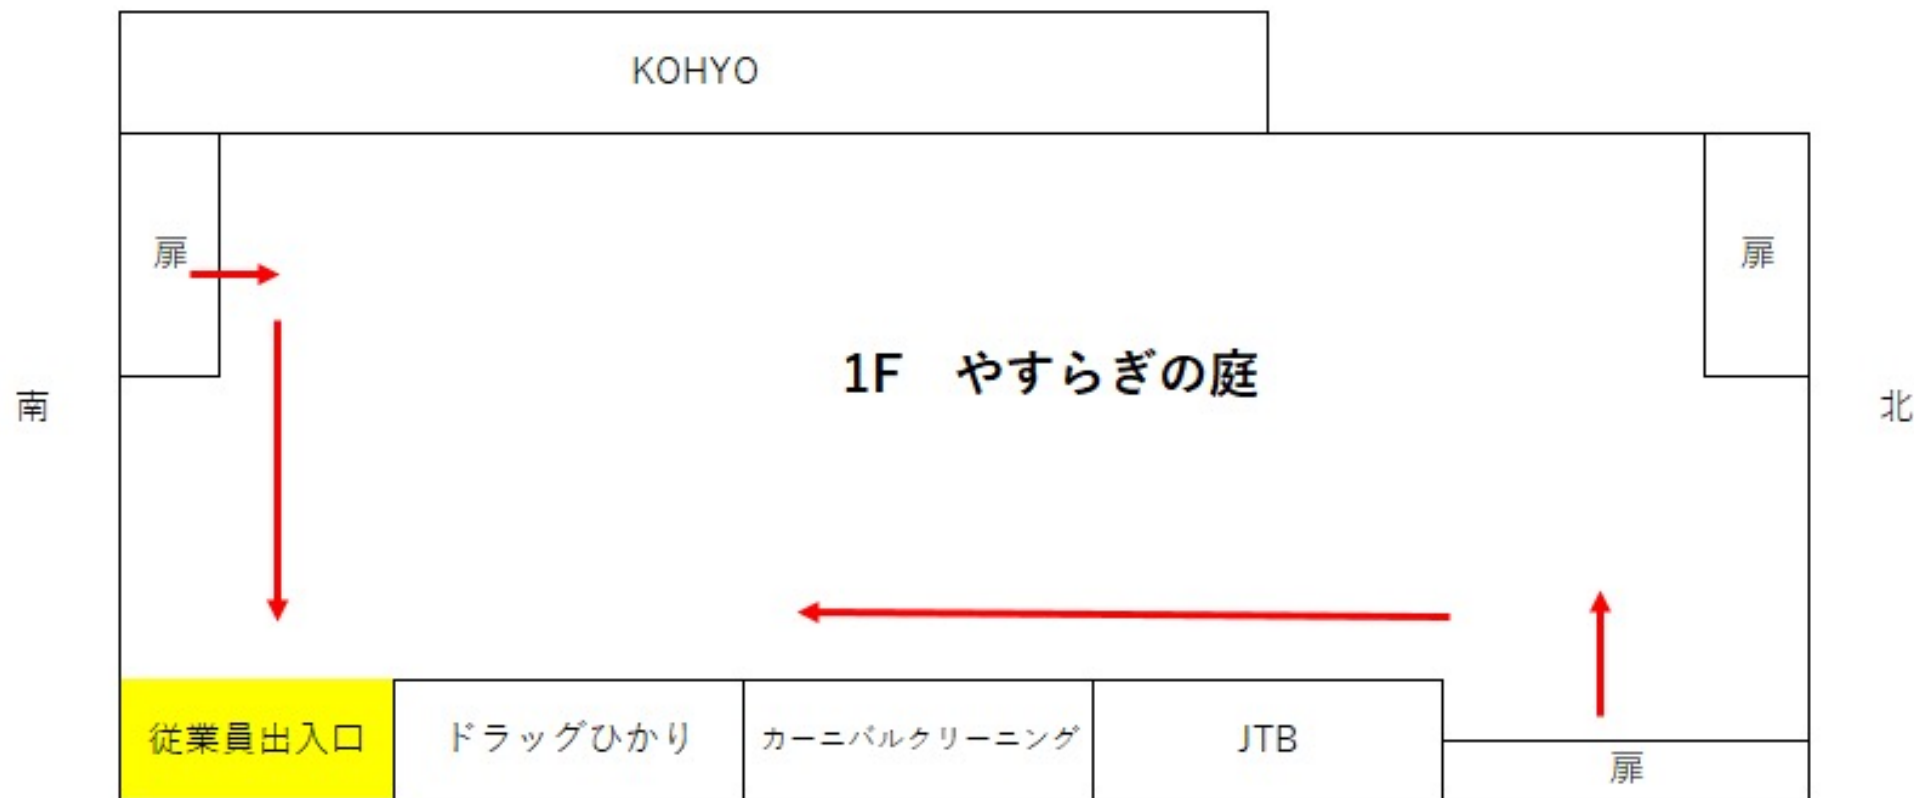 KOHYO
扉
扉
1F　やすらぎの庭
南
北
従業員出入口
ドラッグひかり
カーニバルクリーニング
JTB
扉